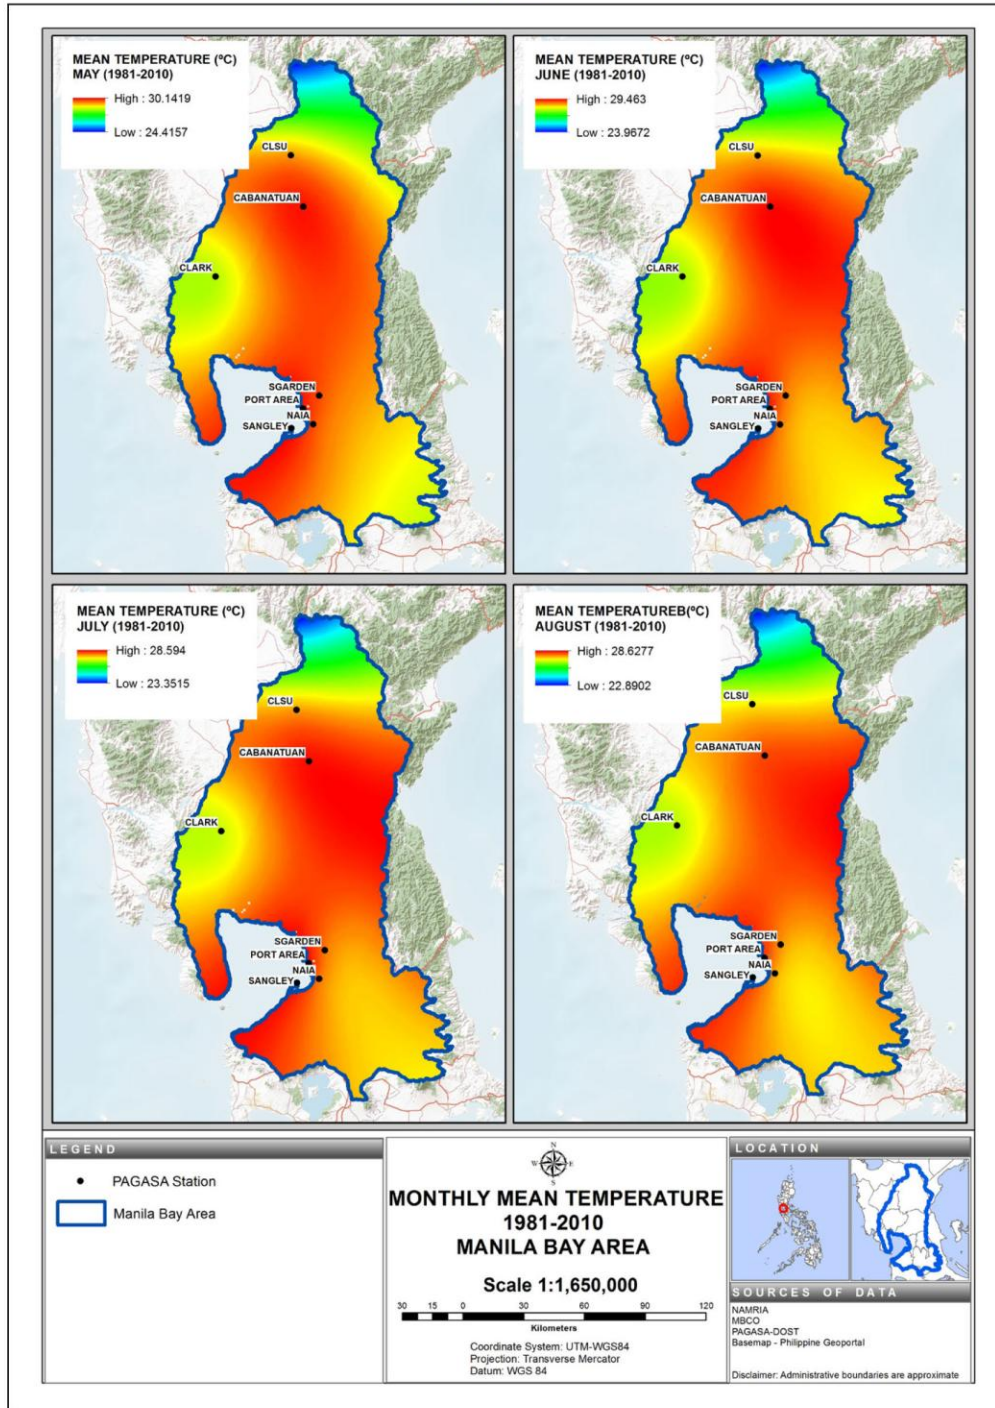 MEAN TEMPERATURE (ºC)
MAY (1981-2010)
High : 30.1419
Low : 24.4157
CLSU
CABANATUAN
CLARK
SGARDEN
PORT AREA
NAIA
SANGLEY
MEAN TEMPERATURE (ºC)
JUNE (1981-2010)
High : 29.463
Low : 23.9672
CLSU
CABANATUAN
CLARK
SGARDEN
PORT AREA
NAIA
SANGLEY
MEAN TEMPERATURE (ºC)
JULY (1981-2010)
High : 28.594
Low : 23.3515
CLSU
CABANATUAN
CLARK
SGARDEN
PORT AREA
NAIA
SANGLEY
MEAN TEMPERATUREB(ºC)
AUGUST (1981-2010)
High : 28.6277
Low : 22.8902
CLSU
CABANATUAN
CLARK
SGARDEN
PORT AREA
NAIA
SANGLEY
LEGEND
PAGASA Station
Manila Bay Area
N
W E
S
MONTHLY MEAN TEMPERATURE
1981-2010
MANILA BAY AREA
Scale 1:1,650,000
30 15 0 30 60 90 120
Kilometers
Coordinate System: UTM-WGS84
Projection: Transverse Mercator
Datum: WGS 84
LOCATION
SOURCES OF DATA
NAMRIA
MBCO
PAGASA-DOST
Basemap - Philippine Geoportal
Disclaimer: Administrative boundaries are approximate